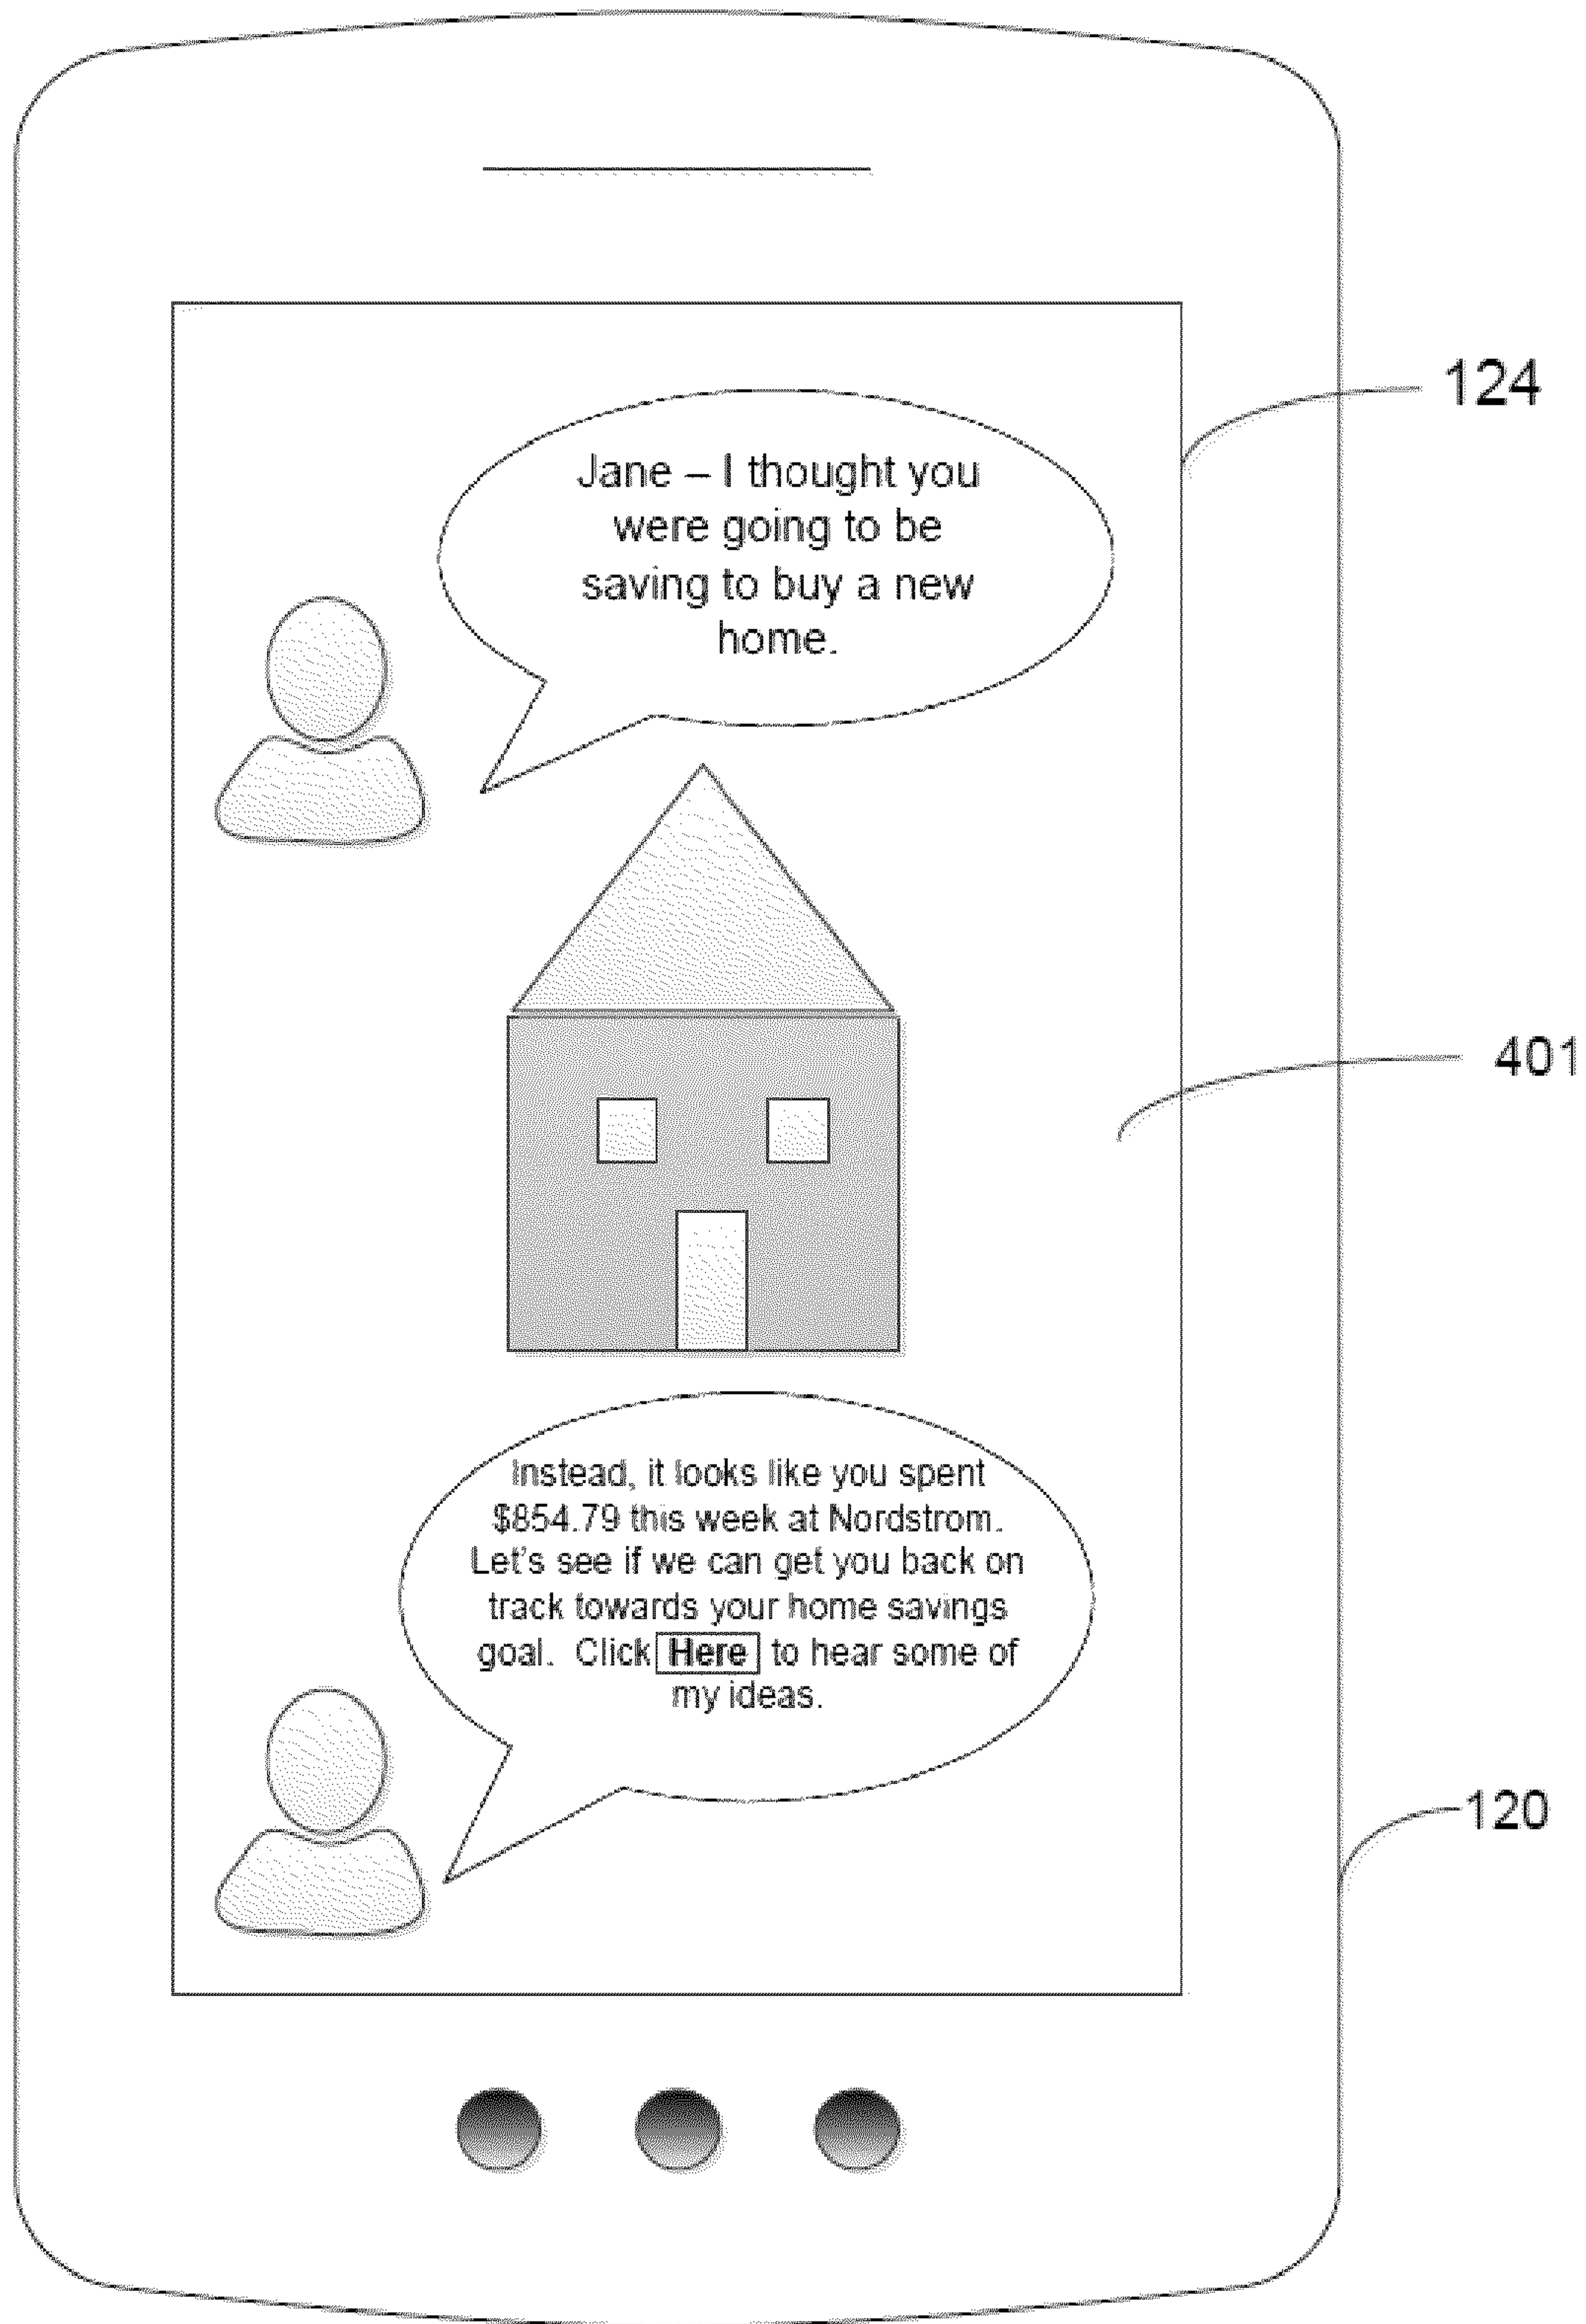 124
Jane – I thought you
were going to be
saving to buy a new
home.
401
Instead, it looks like you spent
$854.79 this week at Nordstrom.
Let's see if we can get you back on
track towards your home savings
goal.  Click Here to hear some of
my ideas.
120